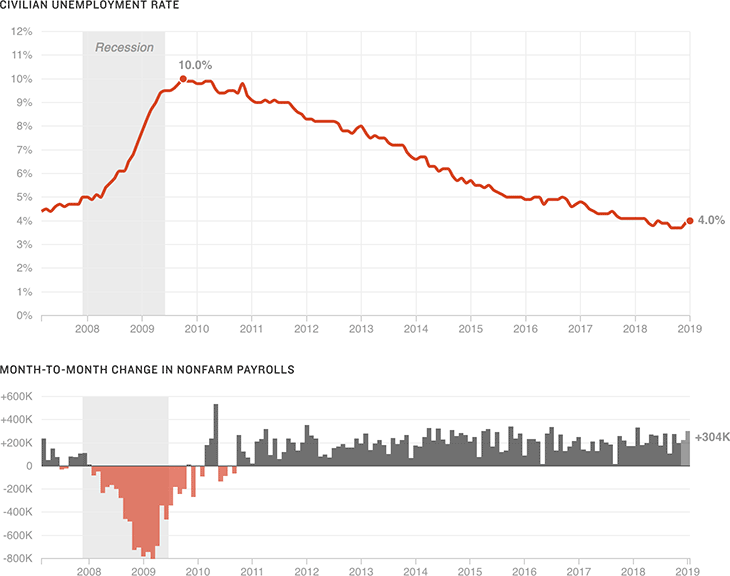 CIVILIAN UNEMPLOYMENT RATE
12%
11%
10%
9%
8%
7%
6%
5%
4%
3%
2%
1%
0%
Recession
10.0%
4.0%
2008 2009 2010 2011 2012 2013 2014 2015 2016 2017 2018 2019
MONTH-TO-MONTH CHANGE IN NONFARM PAYROLLS
+600K
+400K
+200K
0
-200K
-400K
-600K
-800K
+304K
2008 2009 2010 2011 2012 2013 2014 2015 2016 2017 2018 2019